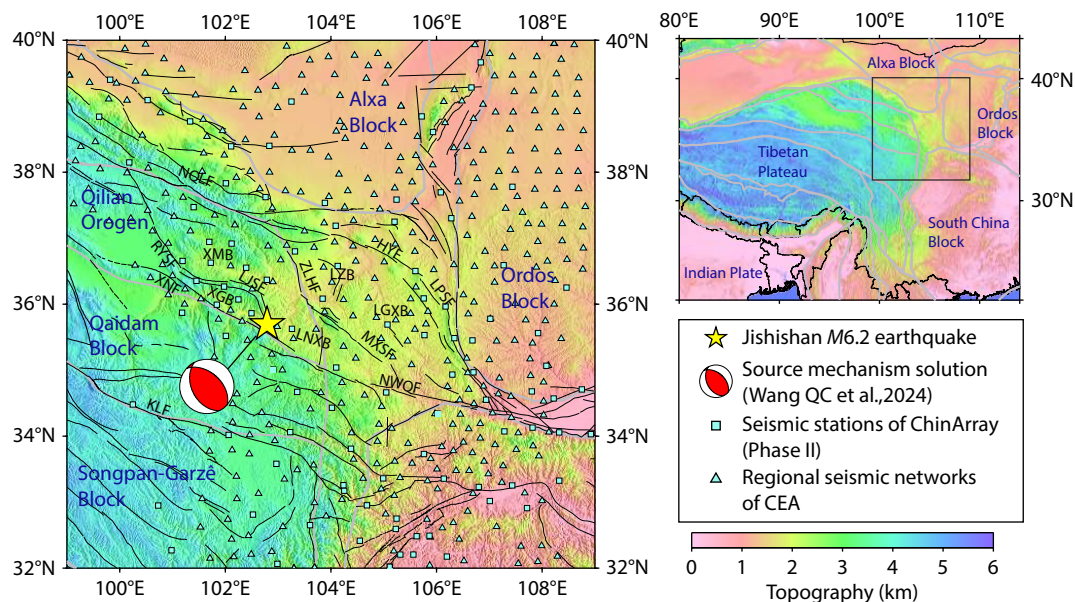 100°E 102°E 104°E 106°E 108°E
80°E 90°E 100°E 110°E
40°N 40°N
38°N 38°N
36°N 36°N
34°N 34°N
32°N 32°N
100°E 102°E 104°E 106°E 108°E
Alxa
Block
NQLF
Qilian
Orogen
RYSF
XMB
LJSF
ZLHF
HYF
LZB
LPSF
Ordos
Block
XNF
XGB
LGXB
Qaidam
Block
LNXB
MXSF
NWQF
KLF
Songpan-Garzê
Block
Alxa Block
40°N
Ordos
Block
Tibetan
Plateau
30°N
South China
Block
Indian Plate
Jishishan M6.2 earthquake
Source mechanism solution
(Wang QC et al.,2024)
Seismic stations of ChinArray
(Phase II)
Regional seismic networks
of CEA
0 1 2 3 4 5 6
Topography (km)